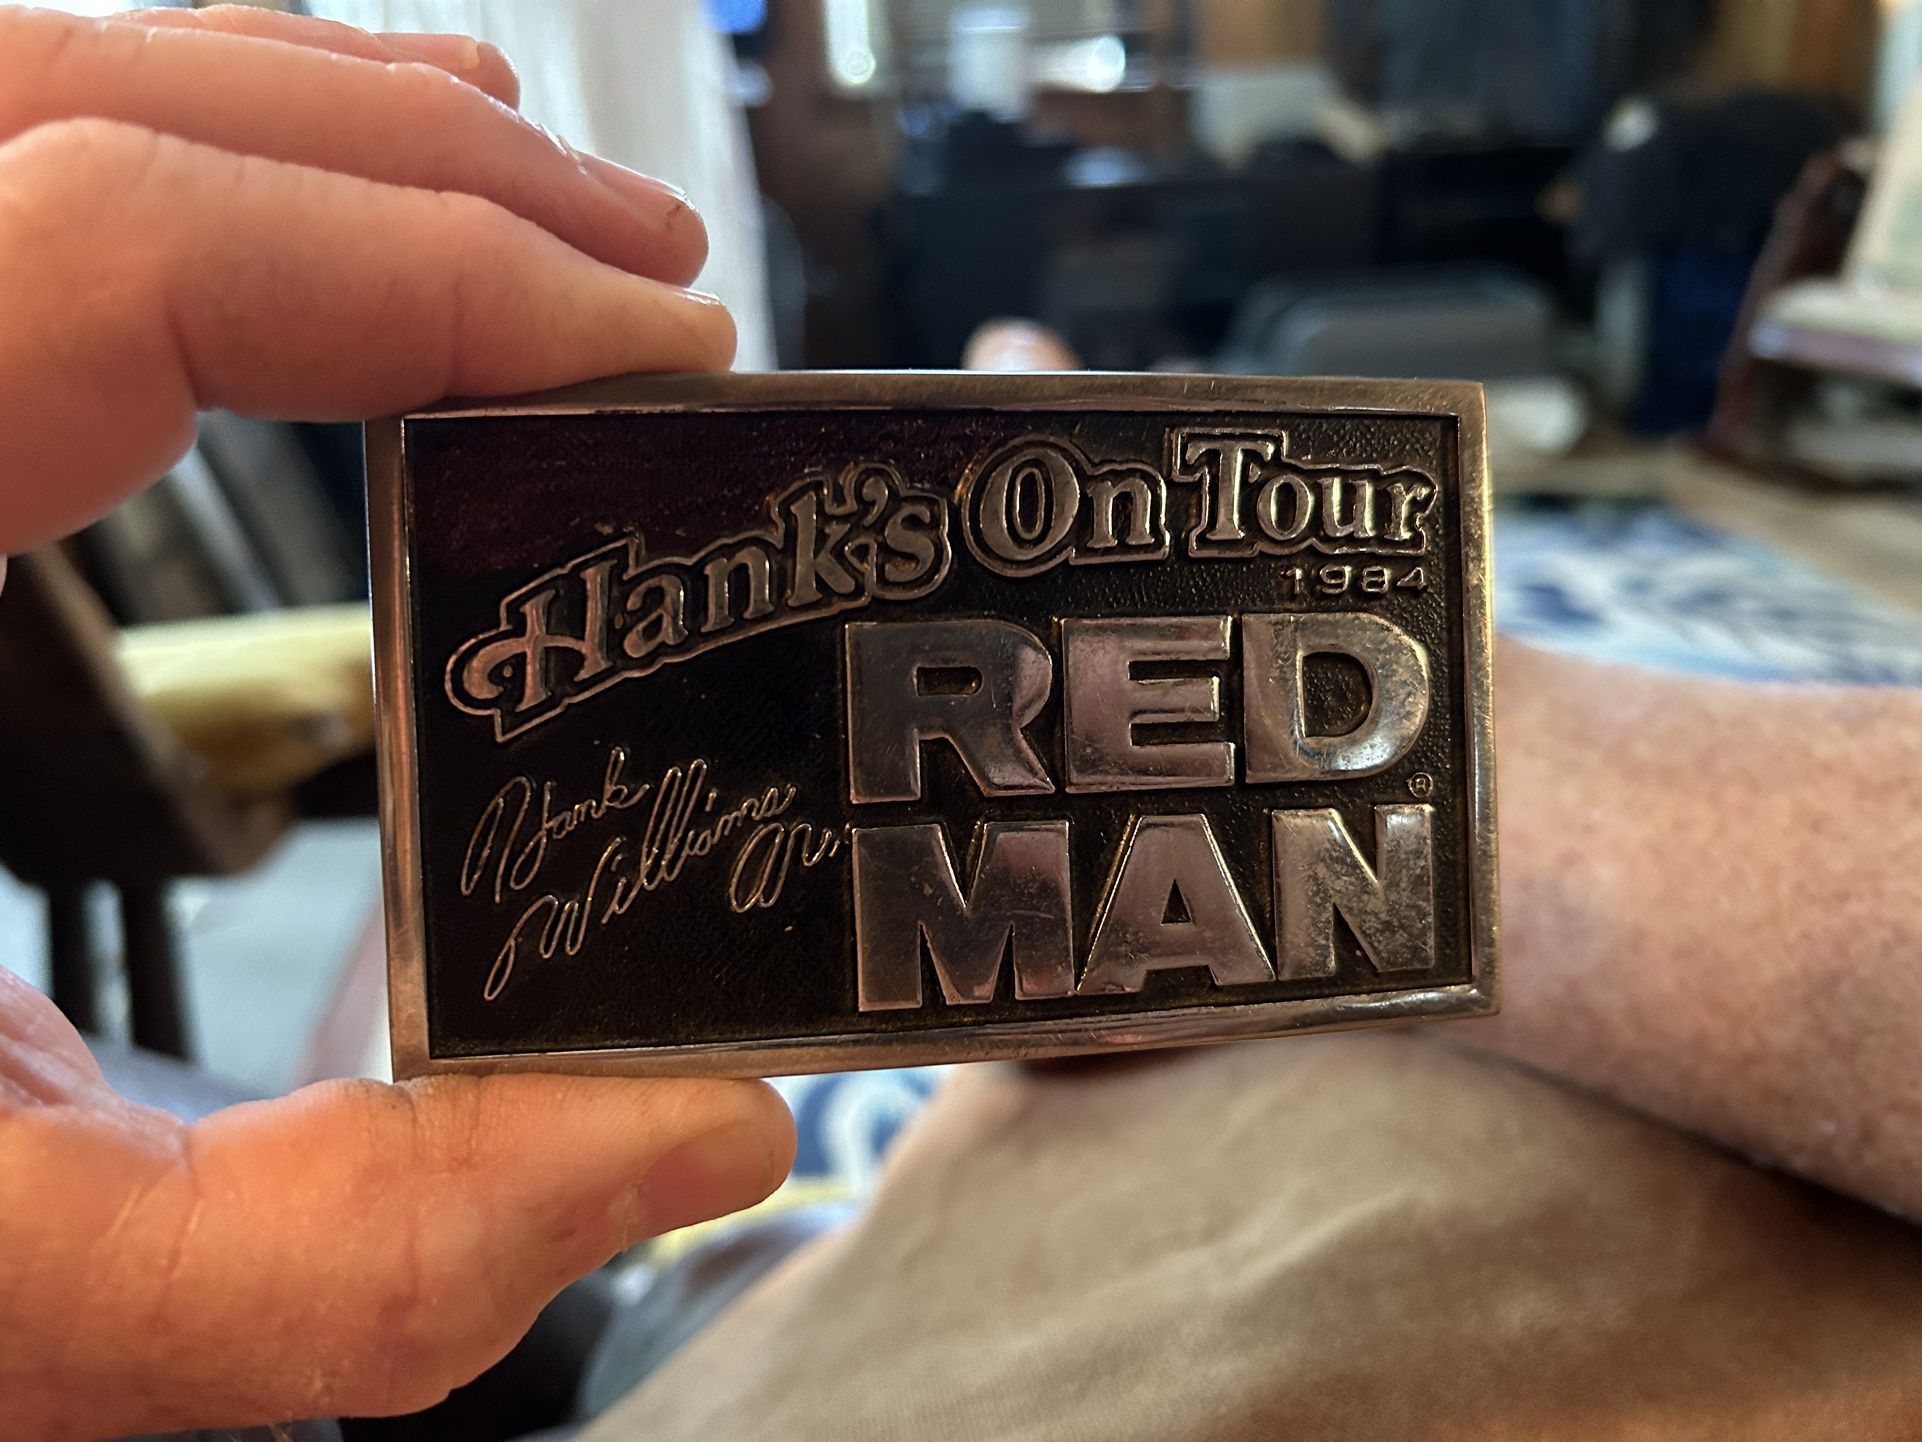 Hank's On Tour
1984
RED
MAN®
Hank
Williams
Jr.